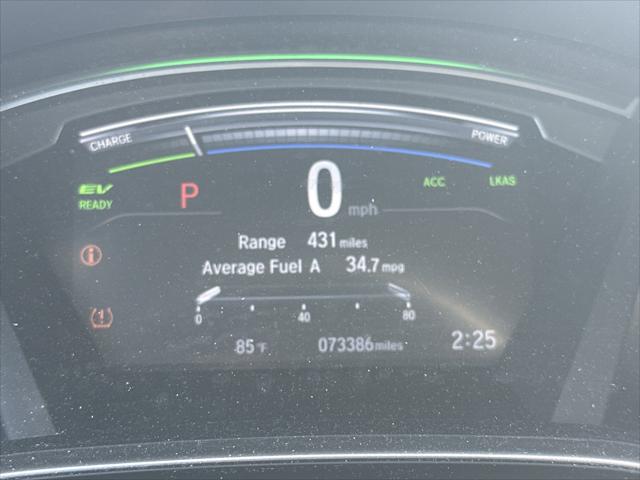 CHARGE POWER
EV P 0 mph ACC LKAS
READY
Range 431 miles
Average Fuel A 34.7 mpg
0 40 80
85°F 073386 miles 2:25